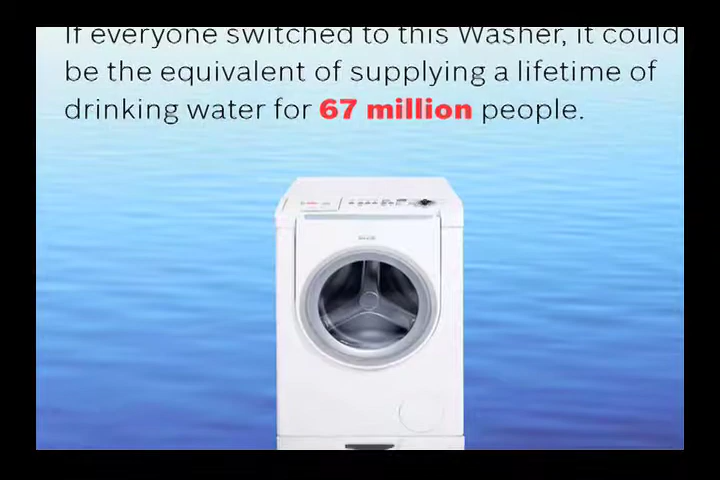 If everyone switched to this Washer, it could
be the equivalent of supplying a lifetime of
drinking water for 67 million people.